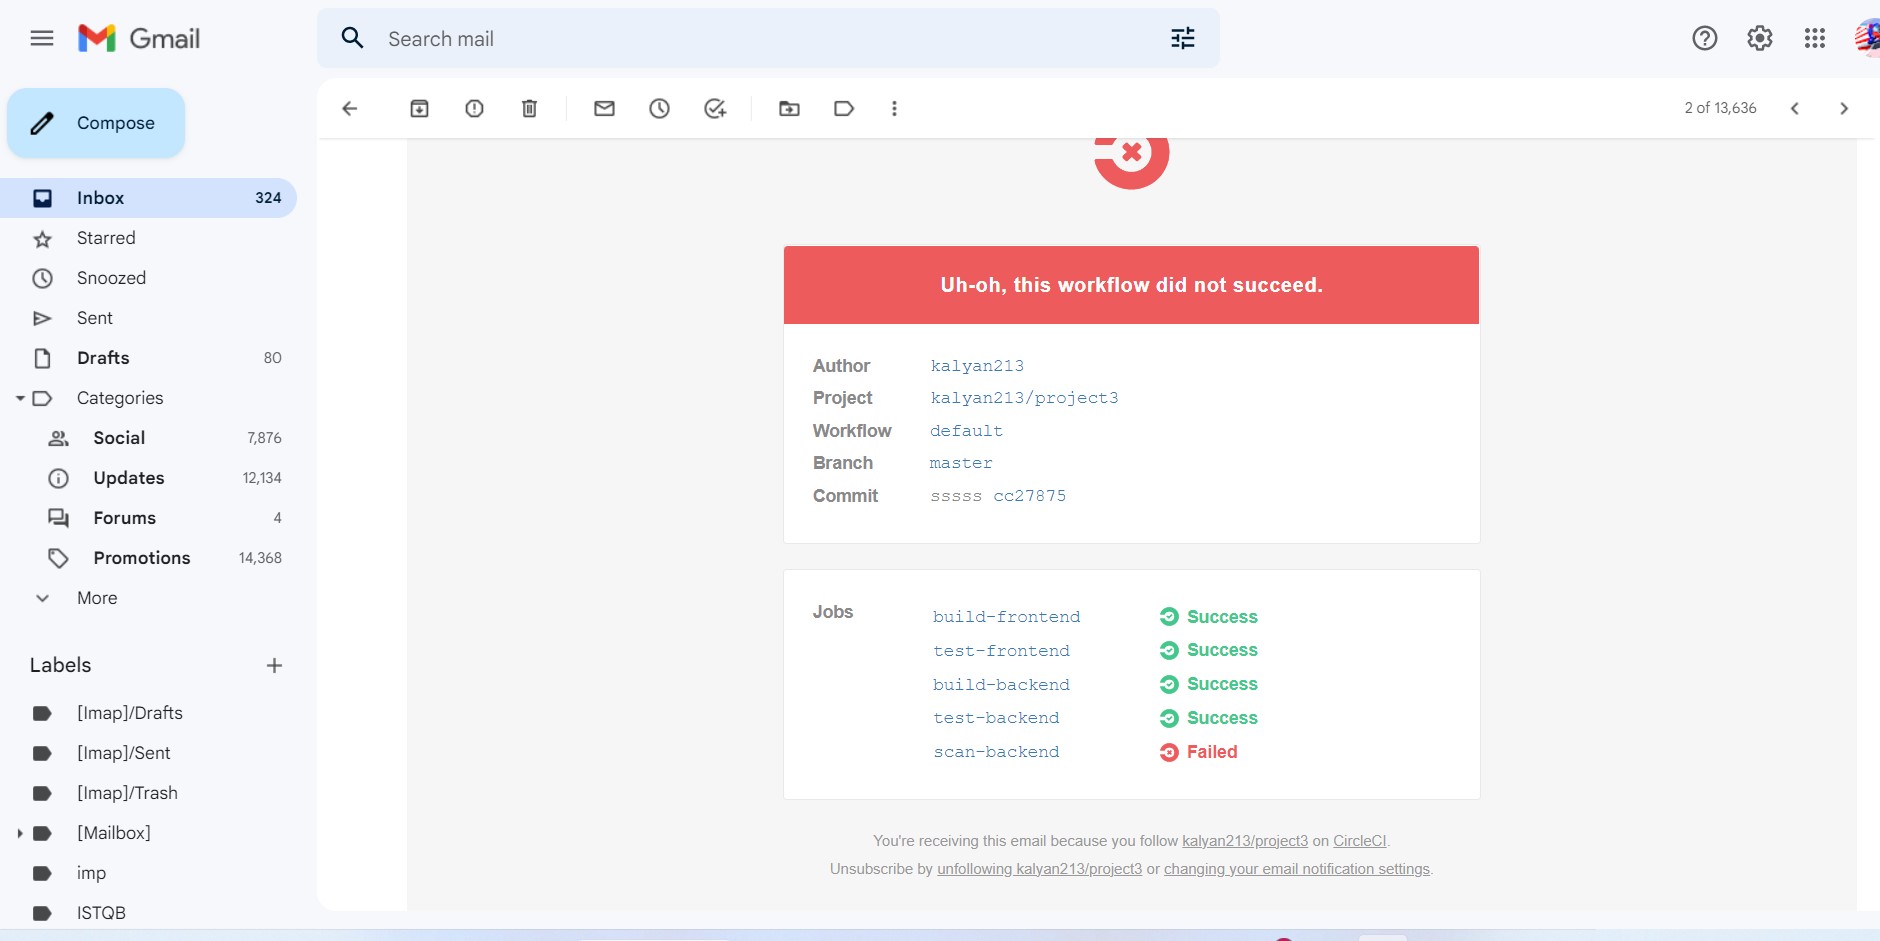 Gmail
Search mail
Compose
2 of 13,636
Inbox 324
Starred
Snoozed
Sent
Drafts 80
Categories
Social 7,876
Updates 12,134
Forums 4
Promotions 14,368
More
Labels
[Imap]/Drafts
[Imap]/Sent
[Imap]/Trash
[Mailbox]
imp
ISTQB
Uh-oh, this workflow did not succeed.
Author kalyan213
Project kalyan213/project3
Workflow default
Branch master
Commit sssss cc27875
Jobs
build-frontend Success
test-frontend Success
build-backend Success
test-backend Success
scan-backend Failed
You're receiving this email because you follow kalyan213/project3 on CircleCI.
Unsubscribe by unfollowing kalyan213/project3 or changing your email notification settings.